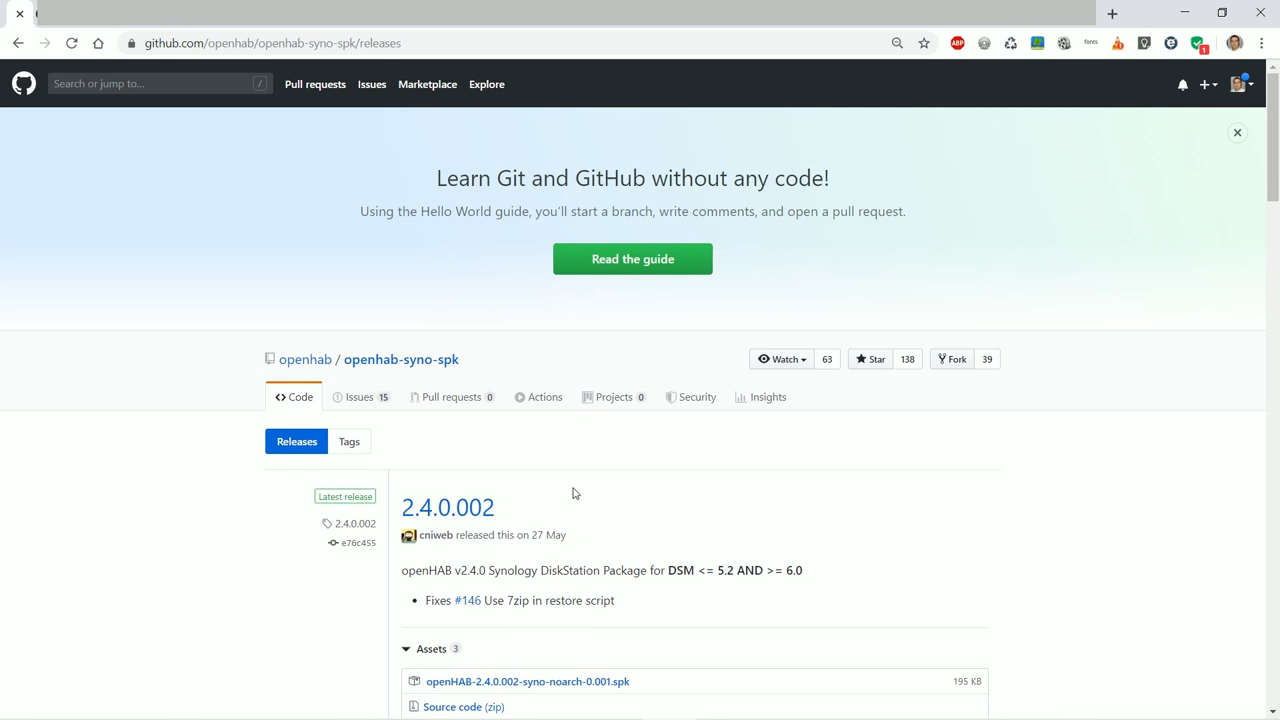 github.com/openhab/openhab-syno-spk/releases
ABP
fonts
1
Search or jump to...
/
Pull requests
Issues
Marketplace
Explore
Learn Git and GitHub without any code!
Using the Hello World guide, you'll start a branch, write comments, and open a pull request.
Read the guide
openhab / openhab-syno-spk
Watch 63
Star 138
Fork 39
Code
Issues 15
Pull requests 0
Actions
Projects 0
Security
Insights
Releases
Tags
Latest release
2.4.0.002
e76c455
2.4.0.002
cniweb released this on 27 May
openHAB v2.4.0 Synology DiskStation Package for DSM <= 5.2 AND >= 6.0
• Fixes #146 Use 7zip in restore script
Assets 3
openHAB-2.4.0.002-syno-noarch-0.001.spk
195 KB
Source code (zip)